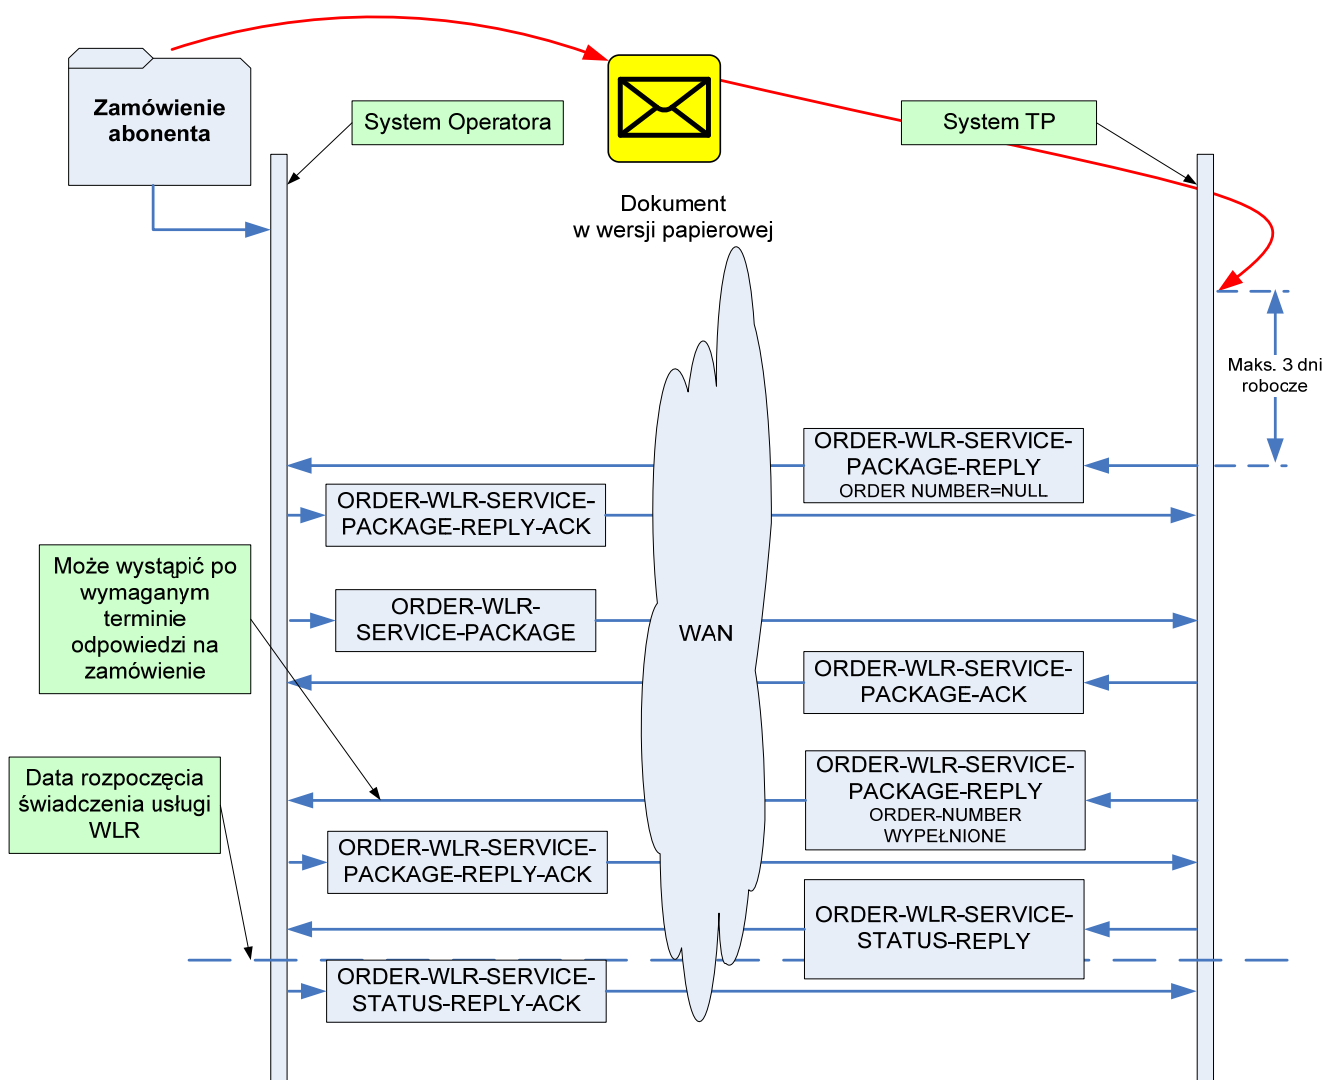 Zamówienie
abonenta
System Operatora
System TP
Dokument
w wersji papierowej
Maks. 3 dni
robocze
ORDER-WLR-SERVICE-
PACKAGE-REPLY
ORDER NUMBER=NULL
ORDER-WLR-SERVICE-
PACKAGE-REPLY-ACK
Może wystąpić po
wymaganym
terminie
odpowiedzi na
zamówienie
ORDER-WLR-
SERVICE-PACKAGE
WAN
ORDER-WLR-SERVICE-
PACKAGE-ACK
Data rozpoczęcia
świadczenia usługi
WLR
ORDER-WLR-SERVICE-
PACKAGE-REPLY
ORDER-NUMBER
WYPEŁNIONE
ORDER-WLR-SERVICE-
PACKAGE-REPLY-ACK
ORDER-WLR-SERVICE-
STATUS-REPLY
ORDER-WLR-SERVICE-
STATUS-REPLY-ACK